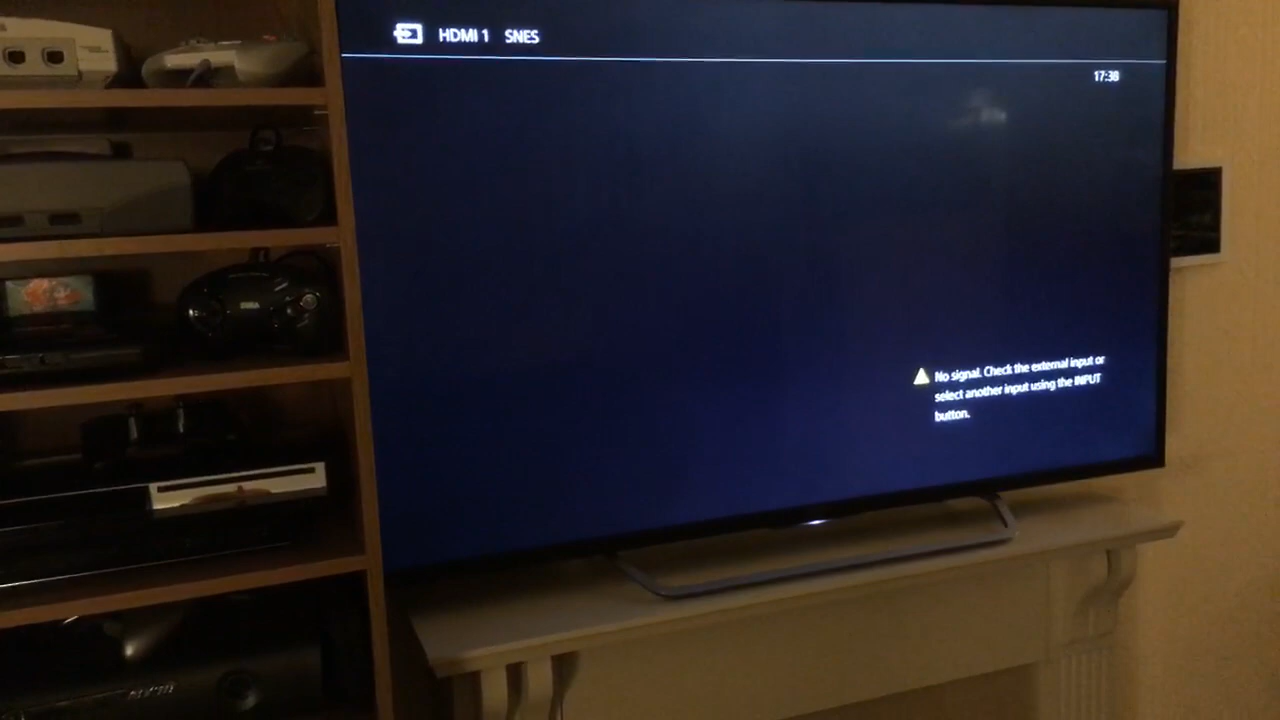 HDMI 1 SNES
17:38
No signal. Check the external input or
select another input using the INPUT
button.
SEGA